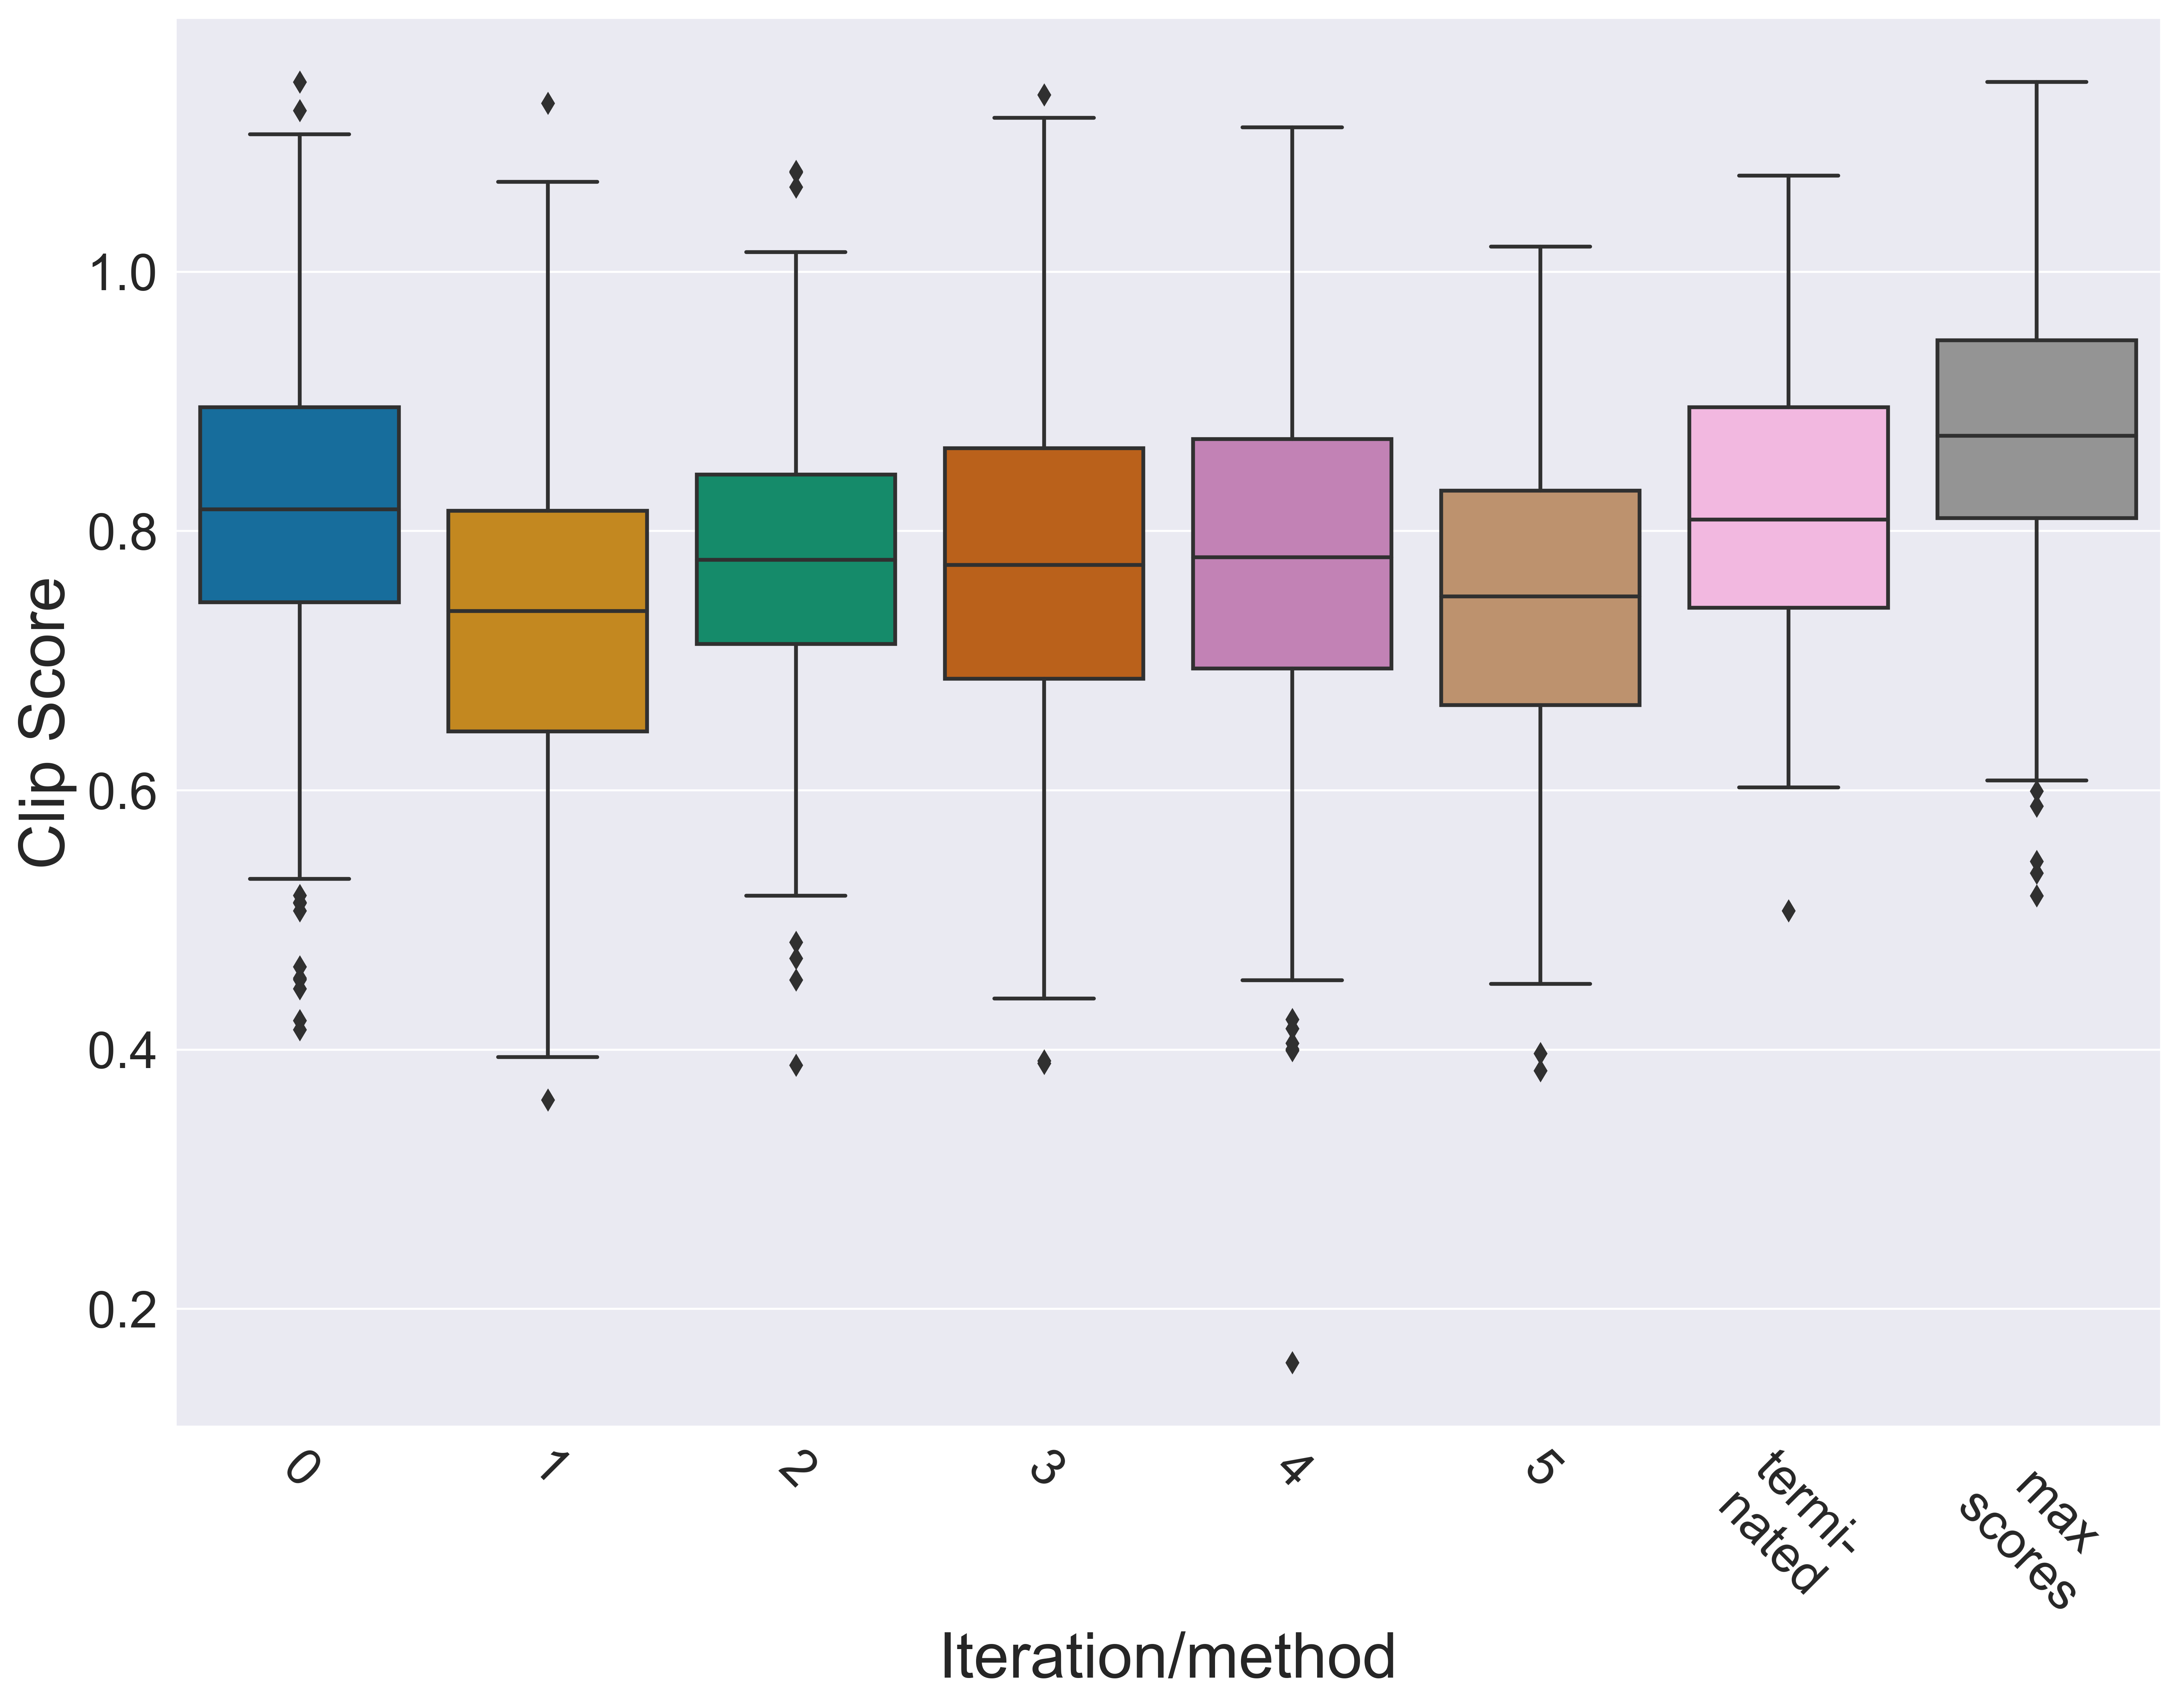 Clip Score
1.0
0.8
0.6
0.4
0.2
0
1
2
3
4
5
termi-
nated
max
scores
Iteration/method